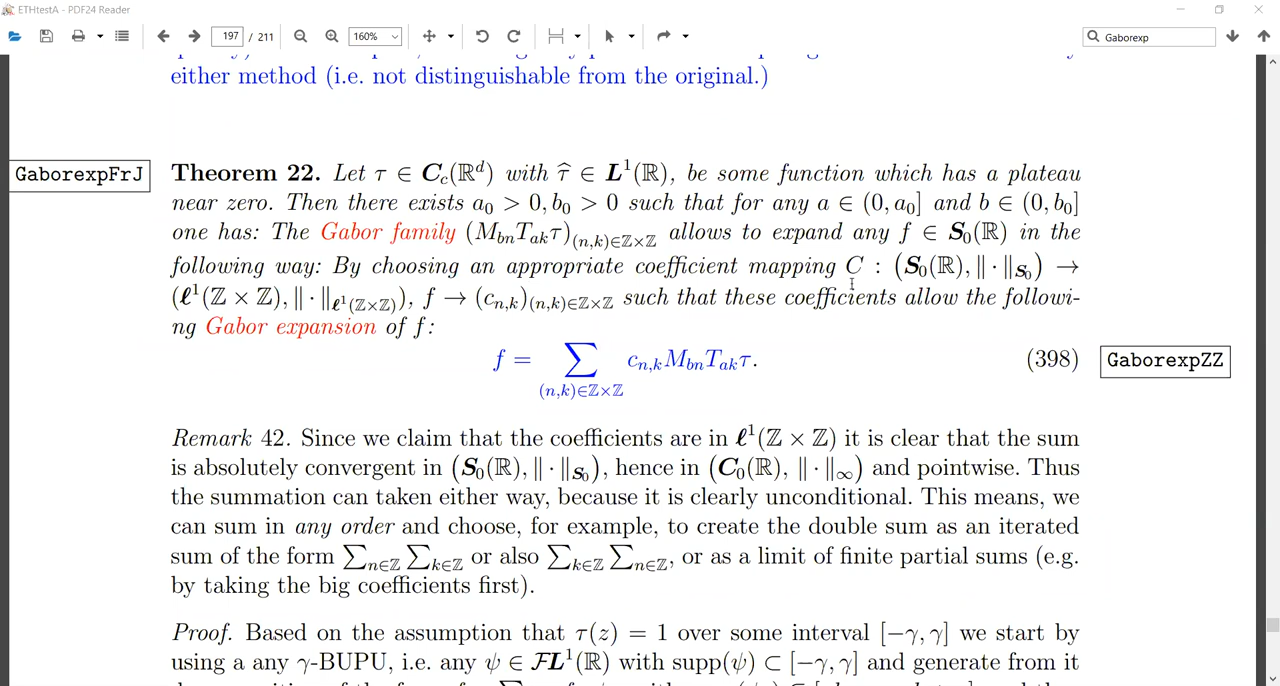 ETHtestA - PDF24 Reader
197 / 211 160% Gaborexp
either method (i.e. not distinguishable from the original.)
GaborexpFrJ
Theorem 22. Let τ ∈ C_c(ℝ^d) with τ̂ ∈ L^1(ℝ), be some function which has a plateau
near zero. Then there exists a_0 > 0, b_0 > 0 such that for any a ∈ (0, a_0] and b ∈ (0, b_0]
one has: The Gabor family (M_{bn}T_{ak}τ)_{(n,k)∈ℤ×ℤ} allows to expand any f ∈ S_0(ℝ) in the
following way: By choosing an appropriate coefficient mapping C : (S_0(ℝ), ‖ · ‖_{S_0}) →
(ℓ^1(ℤ × ℤ), ‖ · ‖_{ℓ^1(ℤ×ℤ)}), f → (c_{n,k})_{(n,k)∈ℤ×ℤ} such that these coefficients allow the followi-
ng Gabor expansion of f:
f = ∑_{(n,k)∈ℤ×ℤ} c_{n,k}M_{bn}T_{ak}τ. (398) GaborexpZZ
Remark 42. Since we claim that the coefficients are in ℓ^1(ℤ × ℤ) it is clear that the sum
is absolutely convergent in (S_0(ℝ), ‖ · ‖_{S_0}), hence in (C_0(ℝ), ‖ · ‖_∞) and pointwise. Thus
the summation can taken either way, because it is clearly unconditional. This means, we
can sum in any order and choose, for example, to create the double sum as an iterated
sum of the form ∑_{n∈ℤ} ∑_{k∈ℤ} or also ∑_{k∈ℤ} ∑_{n∈ℤ}, or as a limit of finite partial sums (e.g.
by taking the big coefficients first).
Proof. Based on the assumption that τ(z) = 1 over some interval [−γ, γ] we start by
using a any γ-BUPU, i.e. any ψ ∈ ℱL^1(ℝ) with supp(ψ) ⊂ [−γ, γ] and generate from it